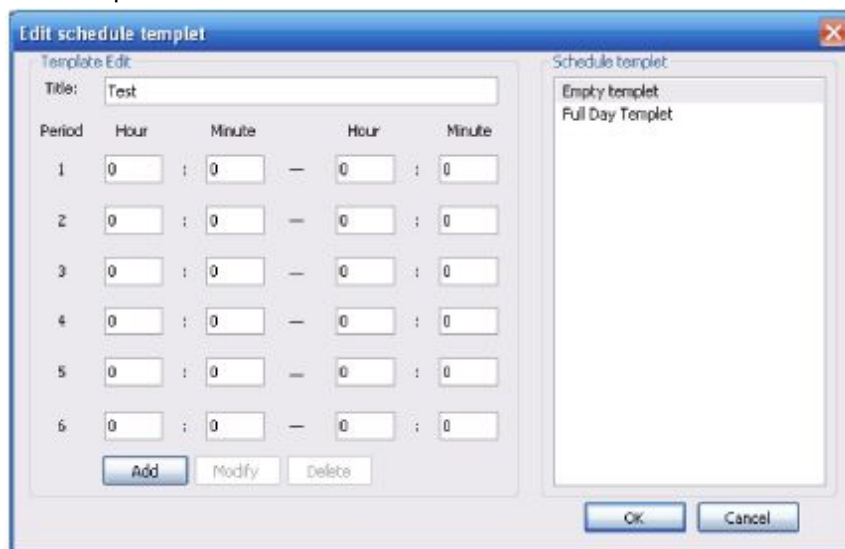 Edit schedule templet
Template Edit
Title: Test
Period Hour Minute Hour Minute
1 0 : 0 — 0 : 0
2 0 : 0 — 0 : 0
3 0 : 0 — 0 : 0
4 0 : 0 — 0 : 0
5 0 : 0 — 0 : 0
6 0 : 0 — 0 : 0
Add Modify Delete
Schedule templet
Empty templet
Full Day Templet
OK Cancel